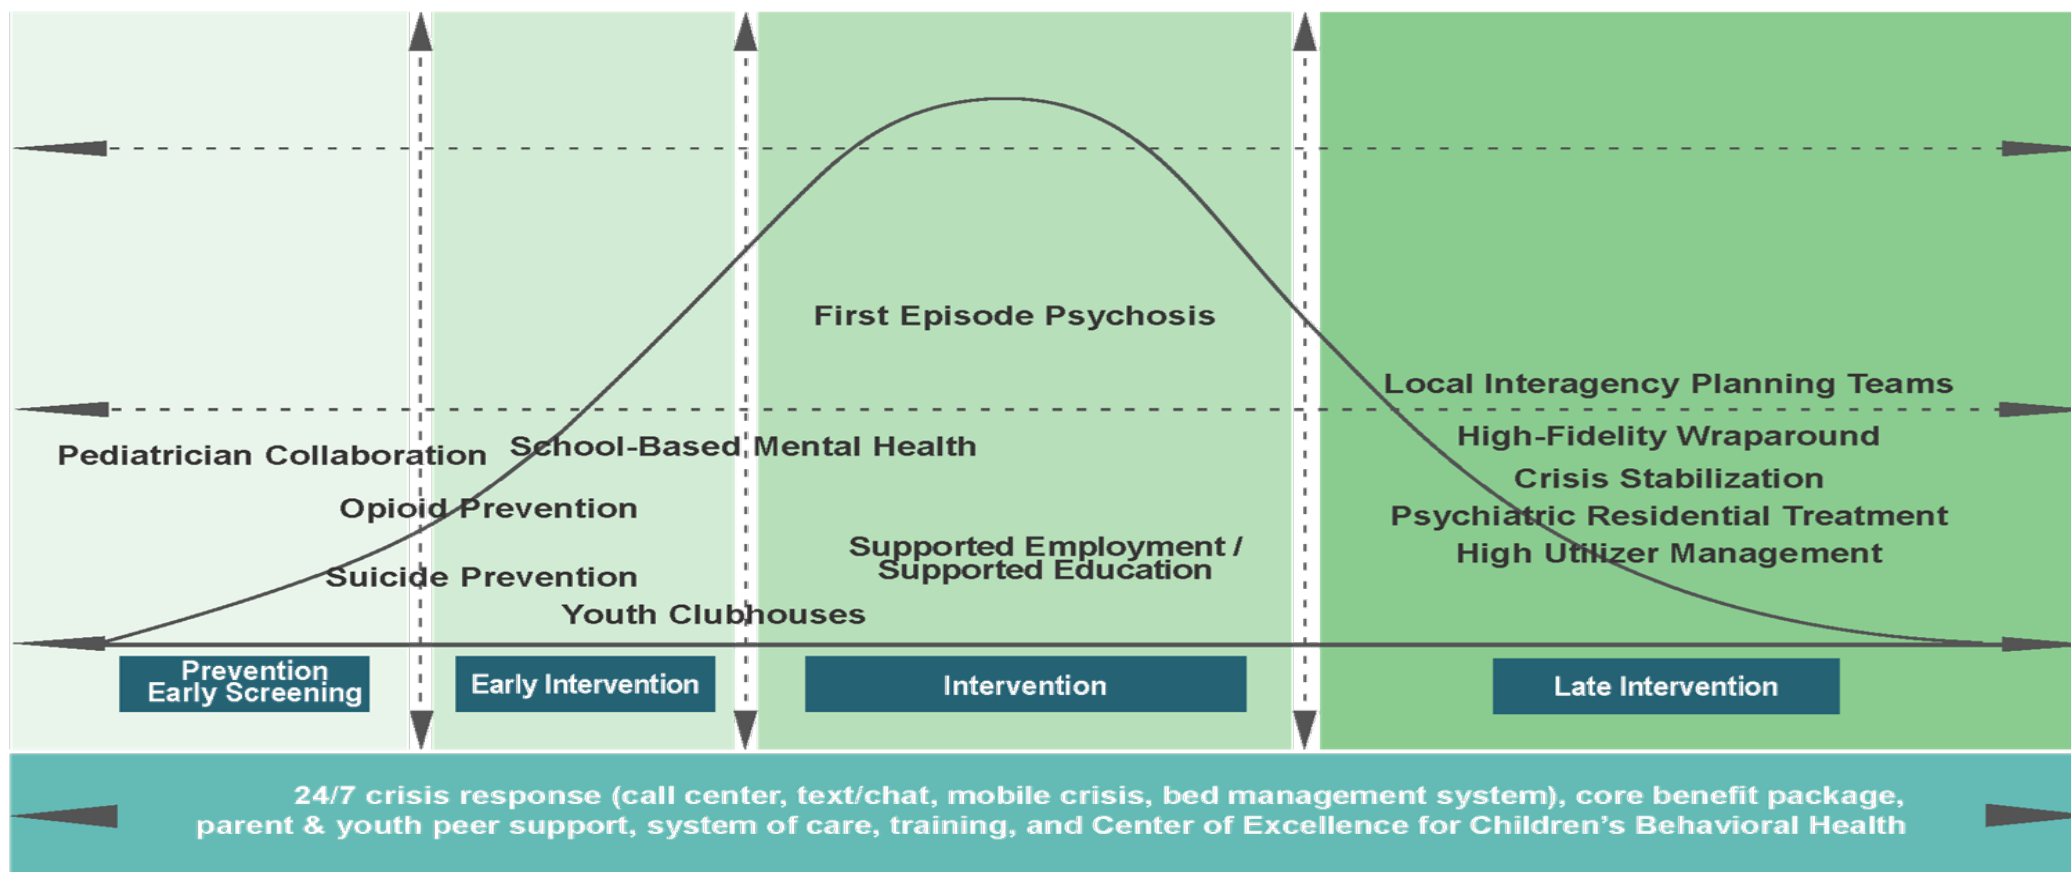 First Episode Psychosis
Local Interagency Planning Teams
High-Fidelity Wraparound
Pediatrician Collaboration
School-Based Mental Health
Crisis Stabilization
Opioid Prevention
Psychiatric Residential Treatment
Supported Employment /
Supported Education
High Utilizer Management
Suicide Prevention
Youth Clubhouses
Prevention
Early Screening
Early Intervention
Intervention
Late Intervention
24/7 crisis response (call center, text/chat, mobile crisis, bed management system), core benefit package,
parent & youth peer support, system of care, training, and Center of Excellence for Children’s Behavioral Health